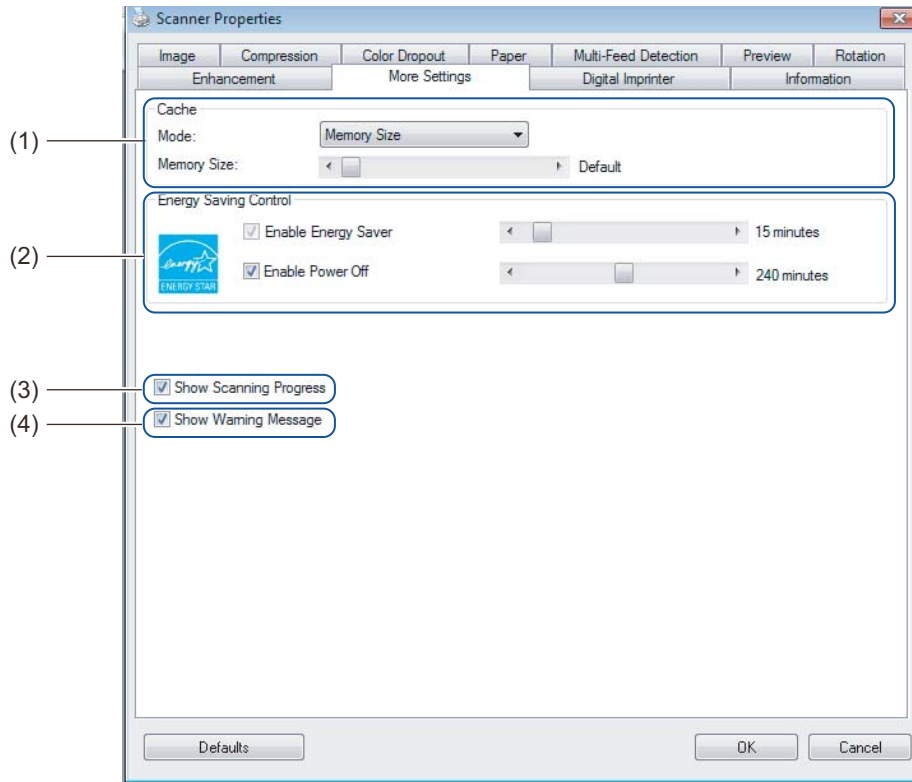 Scanner Properties
Image Compression Color Dropout Paper Multi-Feed Detection Preview Rotation
Enhancement More Settings Digital Imprinter Information
Cache
(1) Mode: Memory Size
Memory Size: Default
Energy Saving Control
Enable Energy Saver 15 minutes
(2) energy
Enable Power Off 240 minutes
ENERGY STAR
(3) Show Scanning Progress
(4) Show Warning Message
Defaults OK Cancel